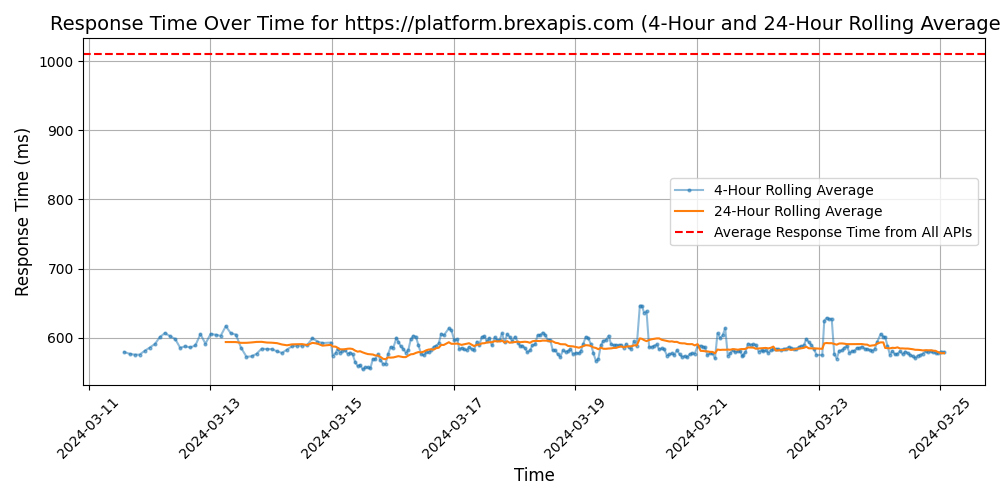 Response Time Over Time for https://platform.brexapis.com (4-Hour and 24-Hour Rolling Average
Response Time (ms)
1000
900
800
700
600
4-Hour Rolling Average
24-Hour Rolling Average
Average Response Time from All APIs
2024-03-11
2024-03-13
2024-03-15
2024-03-17
2024-03-19
2024-03-21
2024-03-23
2024-03-25
Time